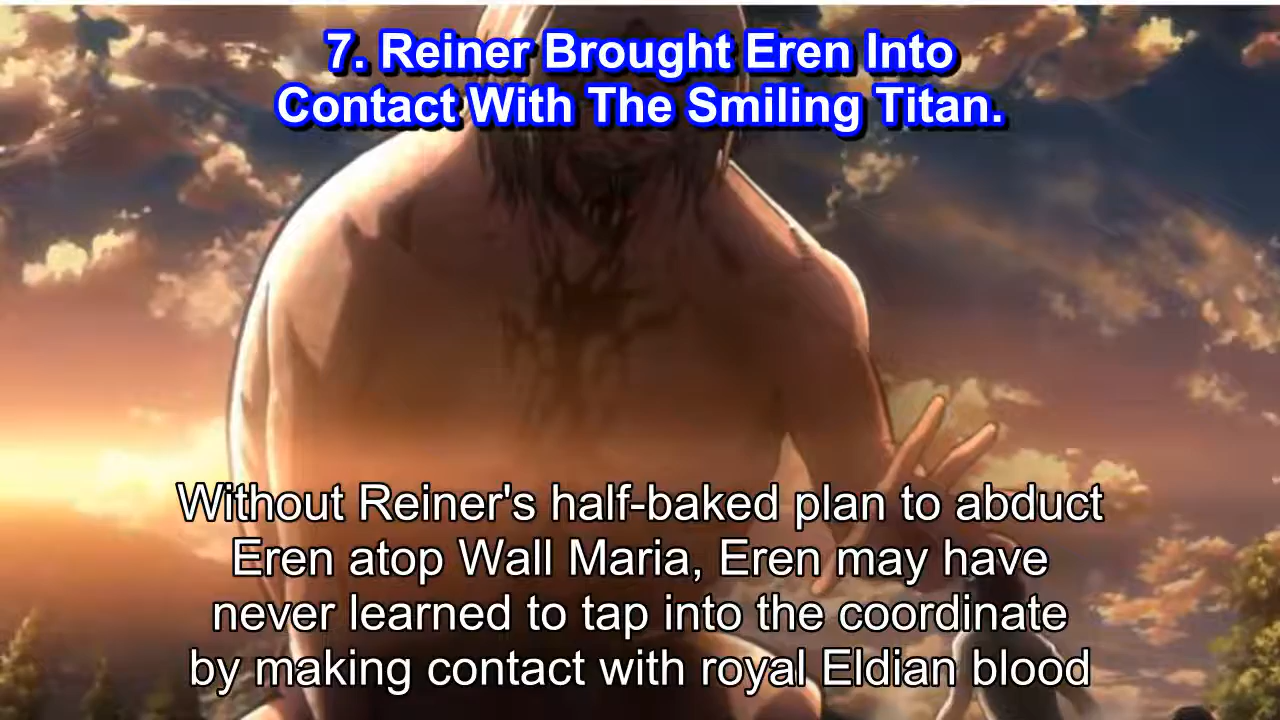 7. Reiner Brought Eren Into
Contact With The Smiling Titan.
Without Reiner's half-baked plan to abduct
Eren atop Wall Maria, Eren may have
never learned to tap into the coordinate
by making contact with royal Eldian blood